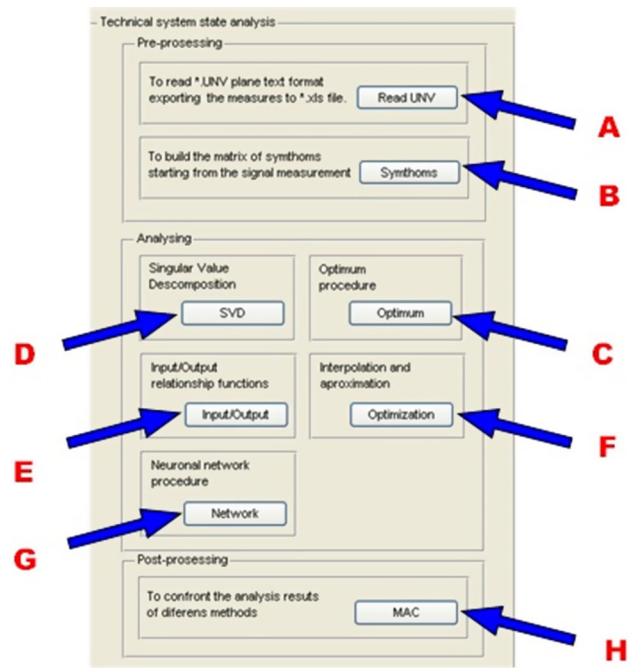 Technical system state analysis
Pre-prosessing
To read *.UNV plane text format
exporting the measures to *.xls file.
Read UNV
A
To build the matrix of symthoms
starting from the signal measurement
Symthoms
B
Analysing
Singular Value
Descomposition
SVD
D
Optimum
procedure
Optimum
C
Input/Output
relationship functions
Input/Output
E
Interpolation and
aproximation
Optimization
F
Neuronal network
procedure
Network
G
Post-prosessing
To confront the analysis resuts
of diferens methods
MAC
H